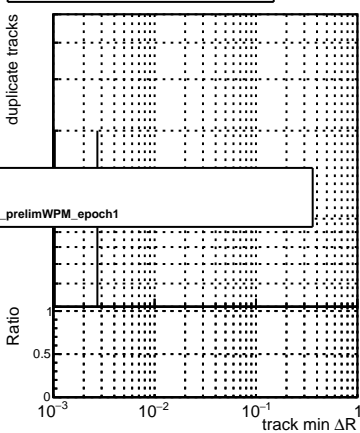 duplicate tracks
_prelimWPM_epoch1
Ratio
1
0.5
0
10⁻³ 10⁻² 10⁻¹ 1
track min ΔR